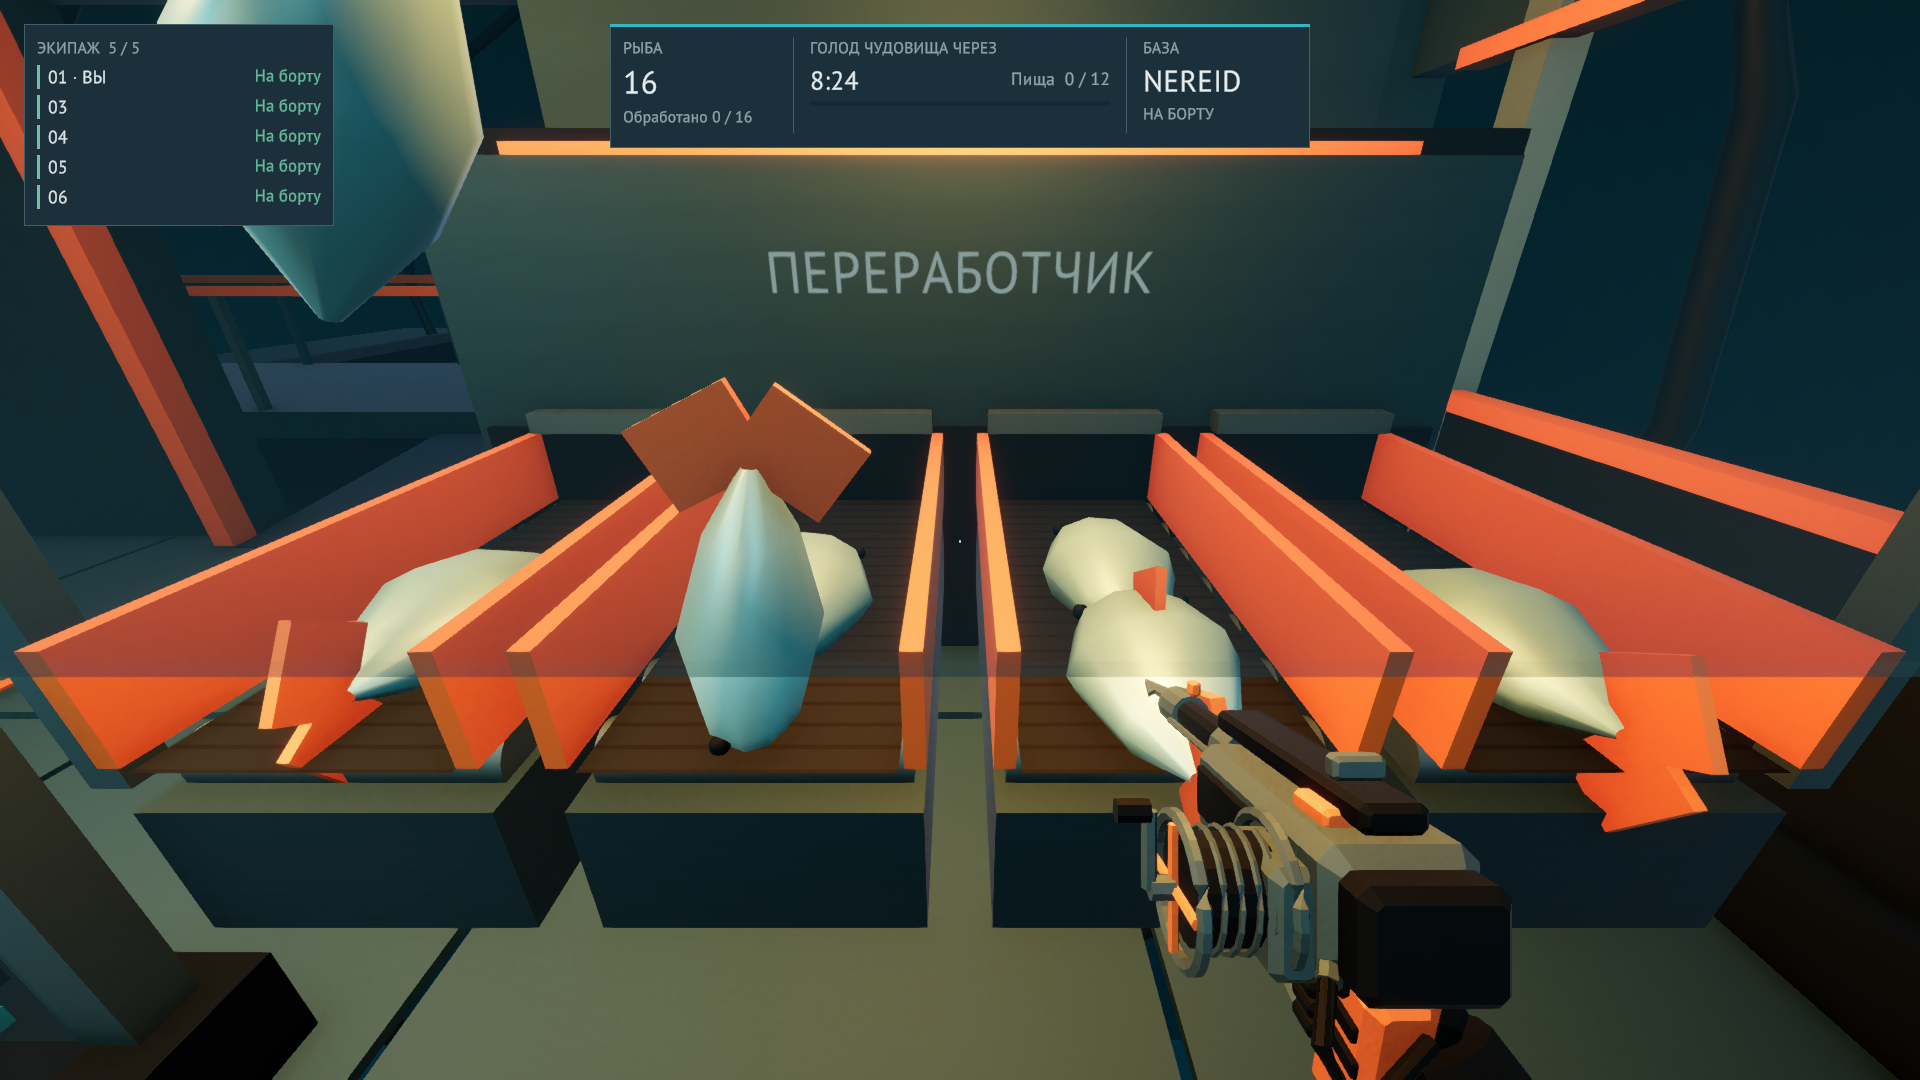 ЭКИПАЖ 5 / 5
01 · ВЫ На борту
03 На борту
04 На борту
05 На борту
06 На борту
РЫБА
16
Обработано 0 / 16
ГОЛОД ЧУДОВИЩА ЧЕРЕЗ
8:24 Пища 0 / 12
БАЗА
NEREID
НА БОРТУ
ПЕРЕРАБОТЧИК